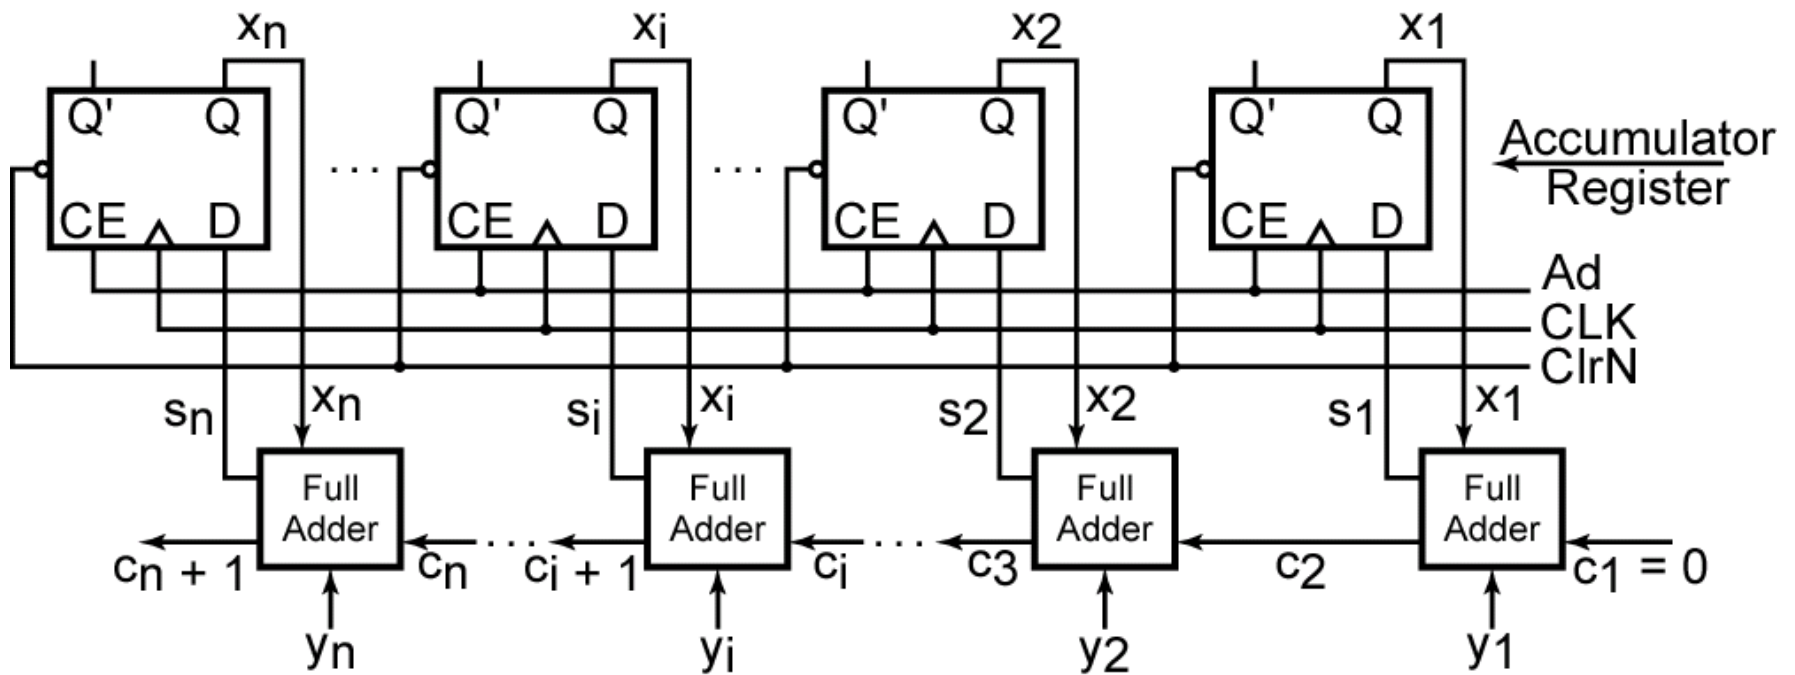 xn xi x2 x1
Q' Q Q' Q Q' Q Q' Q
Accumulator
Register
... ...
CE D CE D CE D CE D
Ad
CLK
ClrN
sn xn si xi s2 x2 s1 x1
Full Full Full Full
Adder Adder Adder Adder
cn + 1 cn ... ci + 1 ci ... c3 c2 c1 = 0
yn yi y2 y1